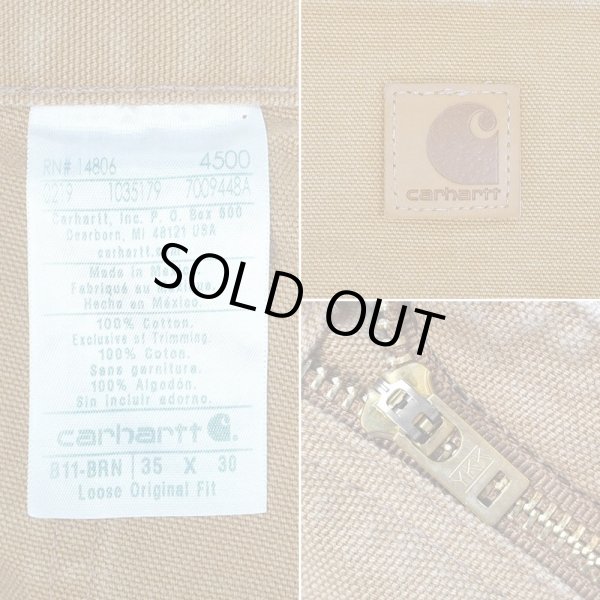 RN# 14806 4500
0219 1035179 7009448A
Carhartt, Inc. P. O. Box 600
Dearborn, MI 48121 USA
carhartt.
Made in
Fabriqué au
Hecho en México.
100% Cotton.
Exclusive of Trimming.
100% Coton.
Sans garniture.
100% Algodón.
Sin incluir adorno.
carhartt
B11-BRN 35 X 30
Loose Original Fit
carhartt
SOLD OUT
YKK